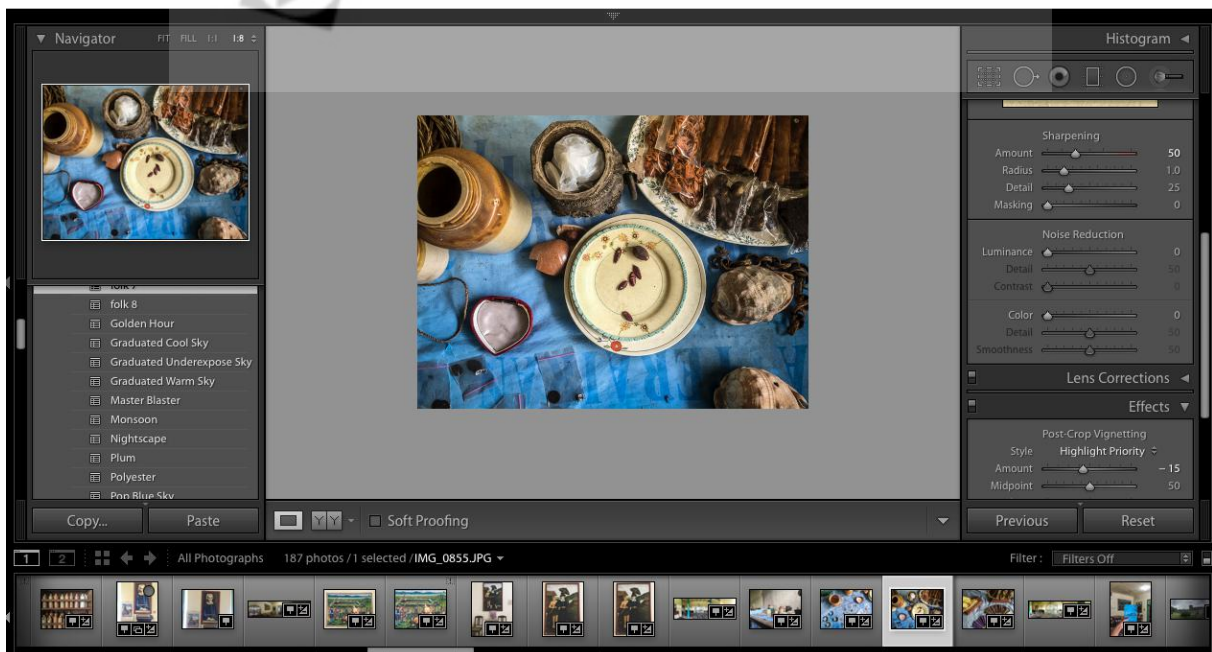 Navigator FIT FILL 1:1 1:8
folk 7
folk 8
Golden Hour
Graduated Cool Sky
Graduated Underexpose Sky
Graduated Warm Sky
Master Blaster
Monsoon
Nightscape
Plum
Polyester
Pop Blue Sky
Copy... Paste
Y Y Soft Proofing
Histogram
Sharpening
Amount 50
Radius 1.0
Detail 25
Masking 0
Noise Reduction
Luminance 0
Detail 50
Contrast 0
Color 0
Detail 50
Smoothness 50
Lens Corrections
Effects
Post-Crop Vignetting
Style Highlight Priority
Amount – 15
Midpoint 50
Previous Reset
1 2 All Photographs 187 photos / 1 selected / IMG_0855.JPG Filter : Filters Off